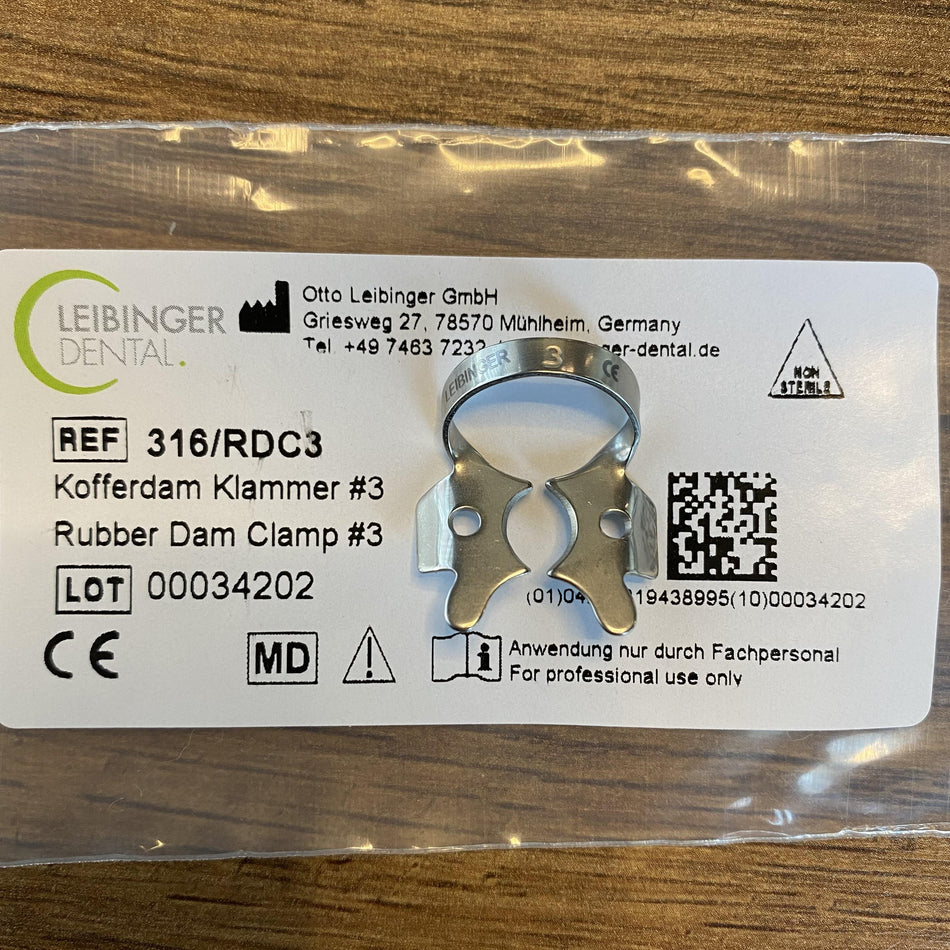 LEIBINGER
DENTAL.
Otto Leibinger GmbH
Griesweg 27, 78570 Mühlheim, Germany
Tel +49 7463 7232 ger-dental.de
NON
STERILE
LEIBINGER 3 CE
REF 316/RDC3
Kofferdam Klammer #3
Rubber Dam Clamp #3
LOT 00034202
(01)04 19438995(10)00034202
CE MD
Anwendung nur durch Fachpersonal
For professional use only